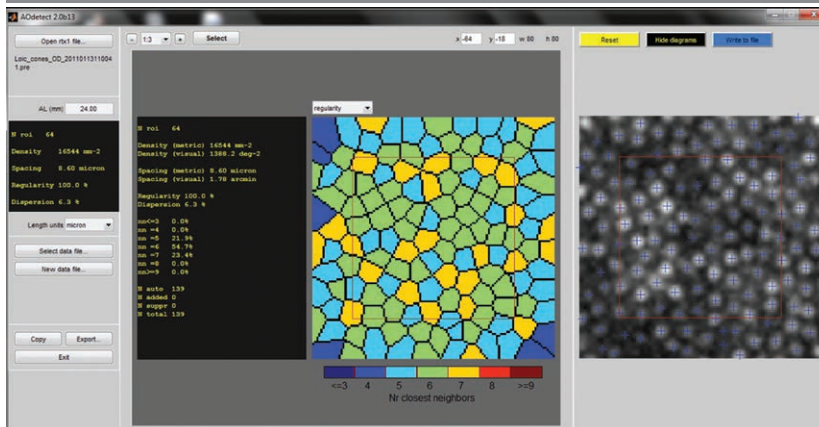 AOdetect 2.0b13
Open rtx1 file...
Loic_cones_OD_2011011311004
1.pre
AL (mm) 24.00
N roi 64
Density 16544 mm-2
Spacing 8.60 micron
Regularity 100.0 %
Dispersion 6.3 %
Length units micron
Select data file...
New data file...
Copy Export...
Exit
- 1:3 + Select
x -64 y -18 w 80 h 80
N roi 64
Density (metric) 16544 mm-2
Density (visual) 1388.2 deg-2
Spacing (metric) 8.60 micron
Spacing (visual) 1.78 arcmin
Regularity 100.0 %
Dispersion 6.3 %
nn<=3 0.0%
nn =4 0.0%
nn =5 21.9%
nn =6 54.7%
nn =7 23.4%
nn =8 0.0%
nn>=9 0.0%
N auto 139
N added 0
N suppr 0
N total 139
regularity
<=3 4 5 6 7 8 >=9
Nr closest neighbors
Reset Hide diagrams Write to file